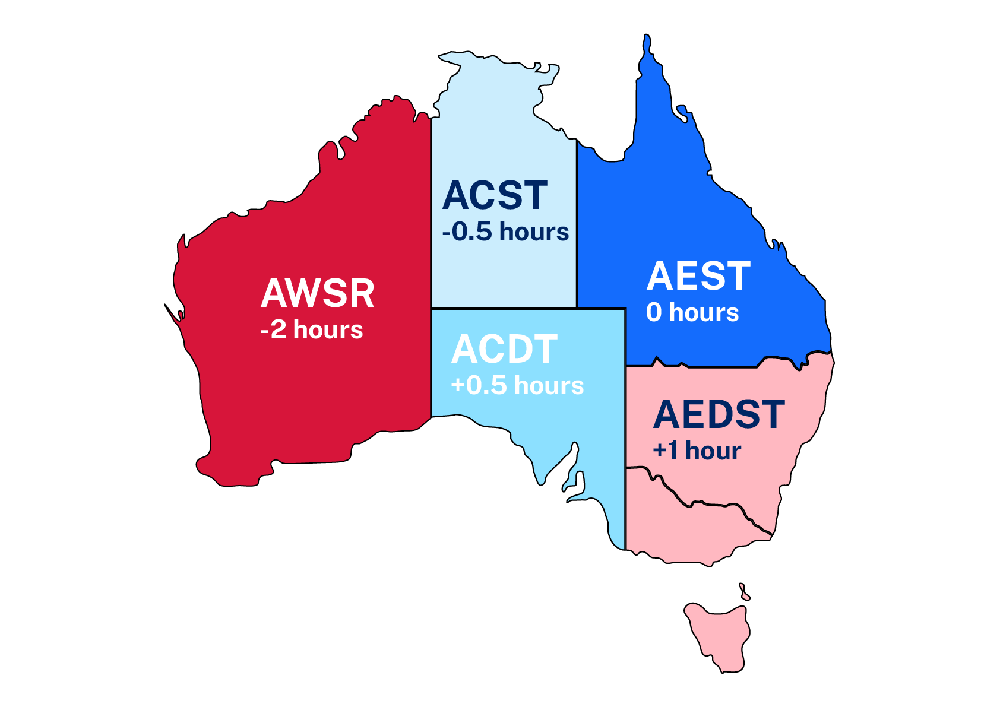 ACST
-0.5 hours
AEST
0 hours
AWSR
-2 hours
ACDT
+0.5 hours
AEDST
+1 hour